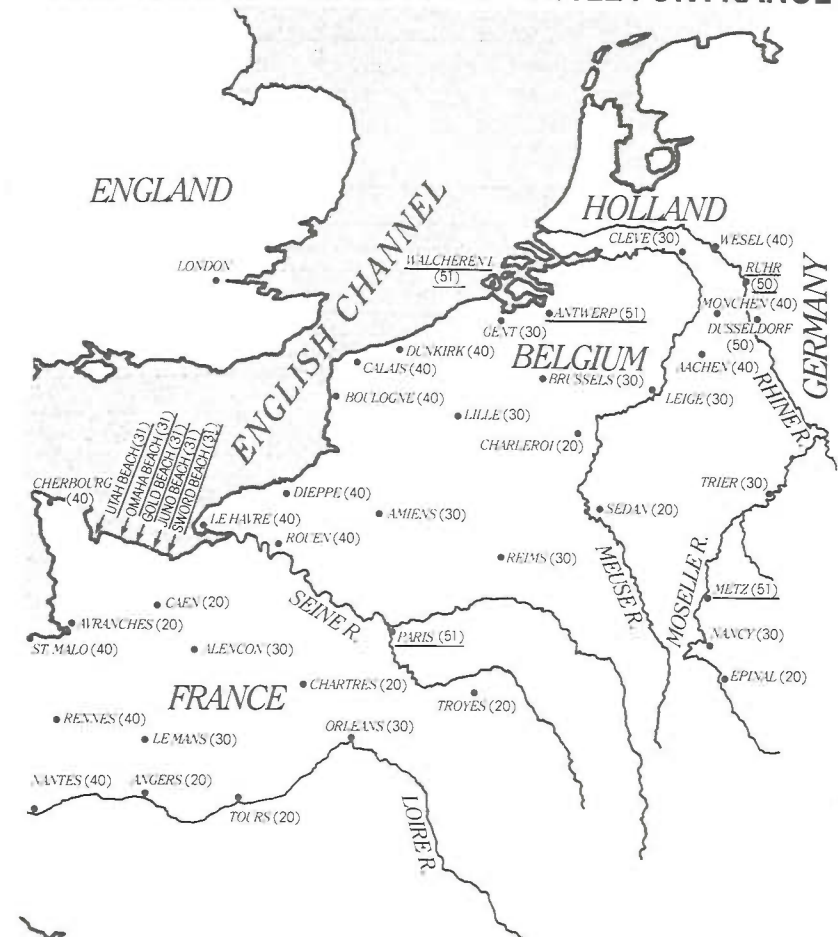 ENGLAND
LONDON
ENGLISH CHANNEL
HOLLAND
CLEVE (30)
WESEL (40)
WALCHEREN I
(51)
RUHR
(50)
GERMANY
ANTWERP (51)
MONCHEN (40)
GENT (30)
DUSSELDORF
(50)
DUNKIRK (40)
BELGIUM
CALAIS (40)
AACHEN (40)
BRUSSELS (30)
BOULOGNE (40)
LEIGE (30)
RHINE R.
LILLE (30)
CHARLEROI (20)
UTAH BEACH (31)
OMAHA BEACH (31)
GOLD BEACH (31)
JUNO BEACH (31)
SWORD BEACH (31)
CHERBOURG
(40)
DIEPPE (40)
TRIER (30)
LE HAVRE (40)
AMIENS (30)
SEDAN (20)
ROUEN (40)
REIMS (30)
MEUSE R.
MOSELLE R.
SEINE R.
METZ (51)
CAEN (20)
AVRANCHES (20)
PARIS (51)
ST. MALO (40)
ALENCON (30)
NANCY (30)
EPINAL (20)
CHARTRES (20)
FRANCE
TROYES (20)
RENNES (40)
ORLEANS (30)
LE MANS (30)
NANTES (40)
ANGERS (20)
TOURS (20)
LOIRE R.